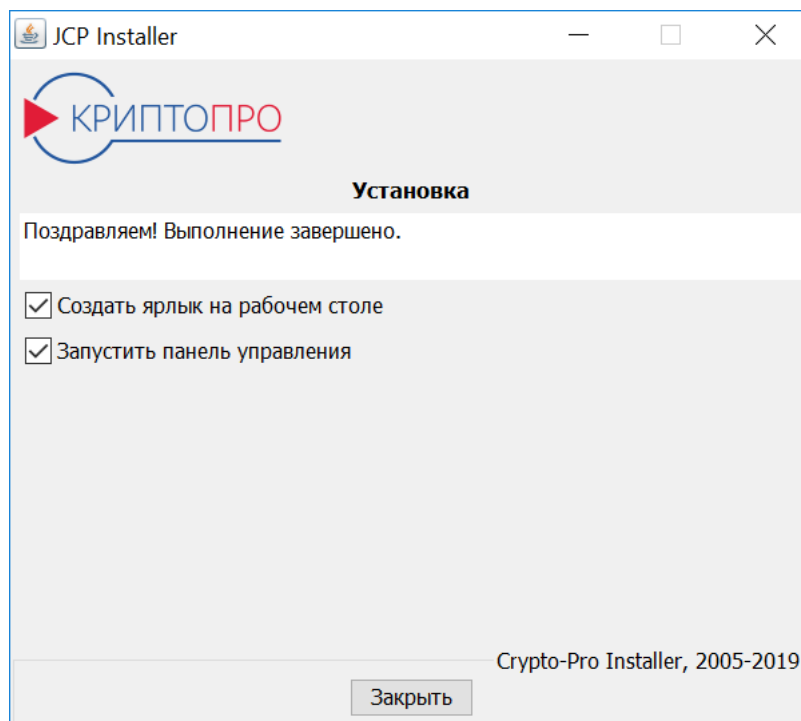 JCP Installer
КРИПТОПРО
Установка
Поздравляем! Выполнение завершено.
Создать ярлык на рабочем столе
Запустить панель управления
Crypto-Pro Installer, 2005-2019
Закрыть